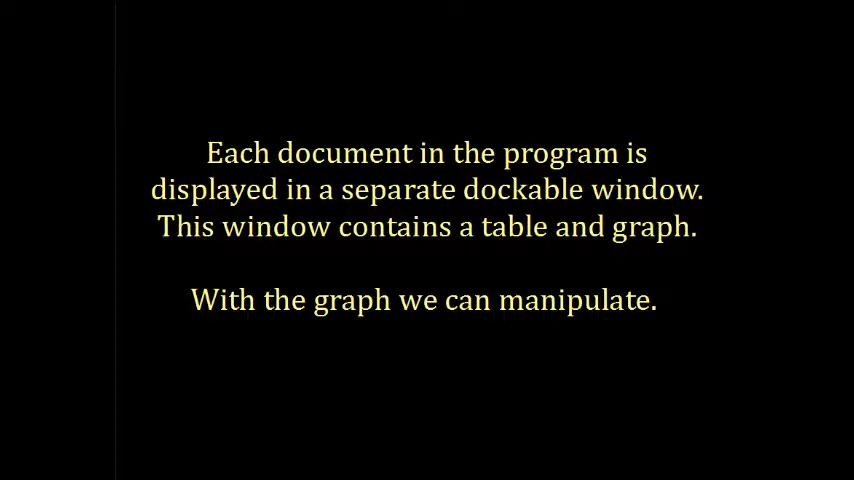 Each document in the program is
displayed in a separate dockable window.
This window contains a table and graph.
With the graph we can manipulate.